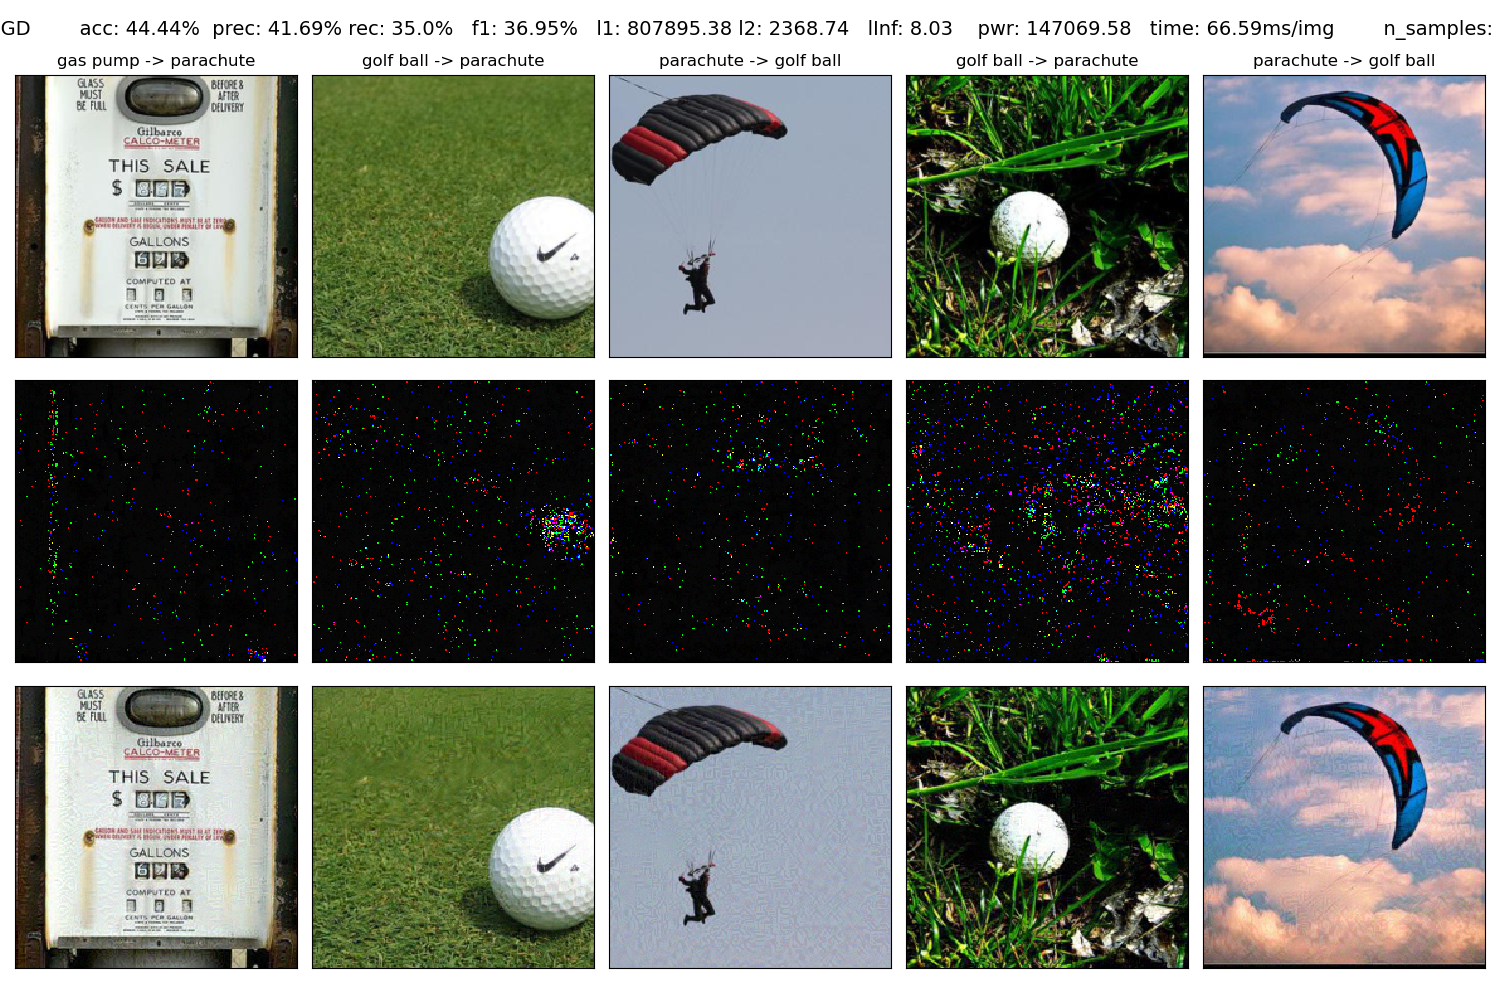 GD acc: 44.44% prec: 41.69% rec: 35.0% f1: 36.95% l1: 807895.38 l2: 2368.74 lInf: 8.03 pwr: 147069.58 time: 66.59ms/img n_samples:
gas pump -> parachute
golf ball -> parachute
parachute -> golf ball
golf ball -> parachute
parachute -> golf ball
GLASS
MUST
BE FULL
BEFORE &
AFTER
DELIVERY
Gilbarco
CALCO-METER
THIS SALE
$
GALLONS
COMPUTED AT
CENTS PER GALLON
GLASS
MUST
BE FULL
BEFORE &
AFTER
DELIVERY
Gilbarco
CALCO-METER
THIS SALE
$
GALLONS
COMPUTED AT
CENTS PER GALLON